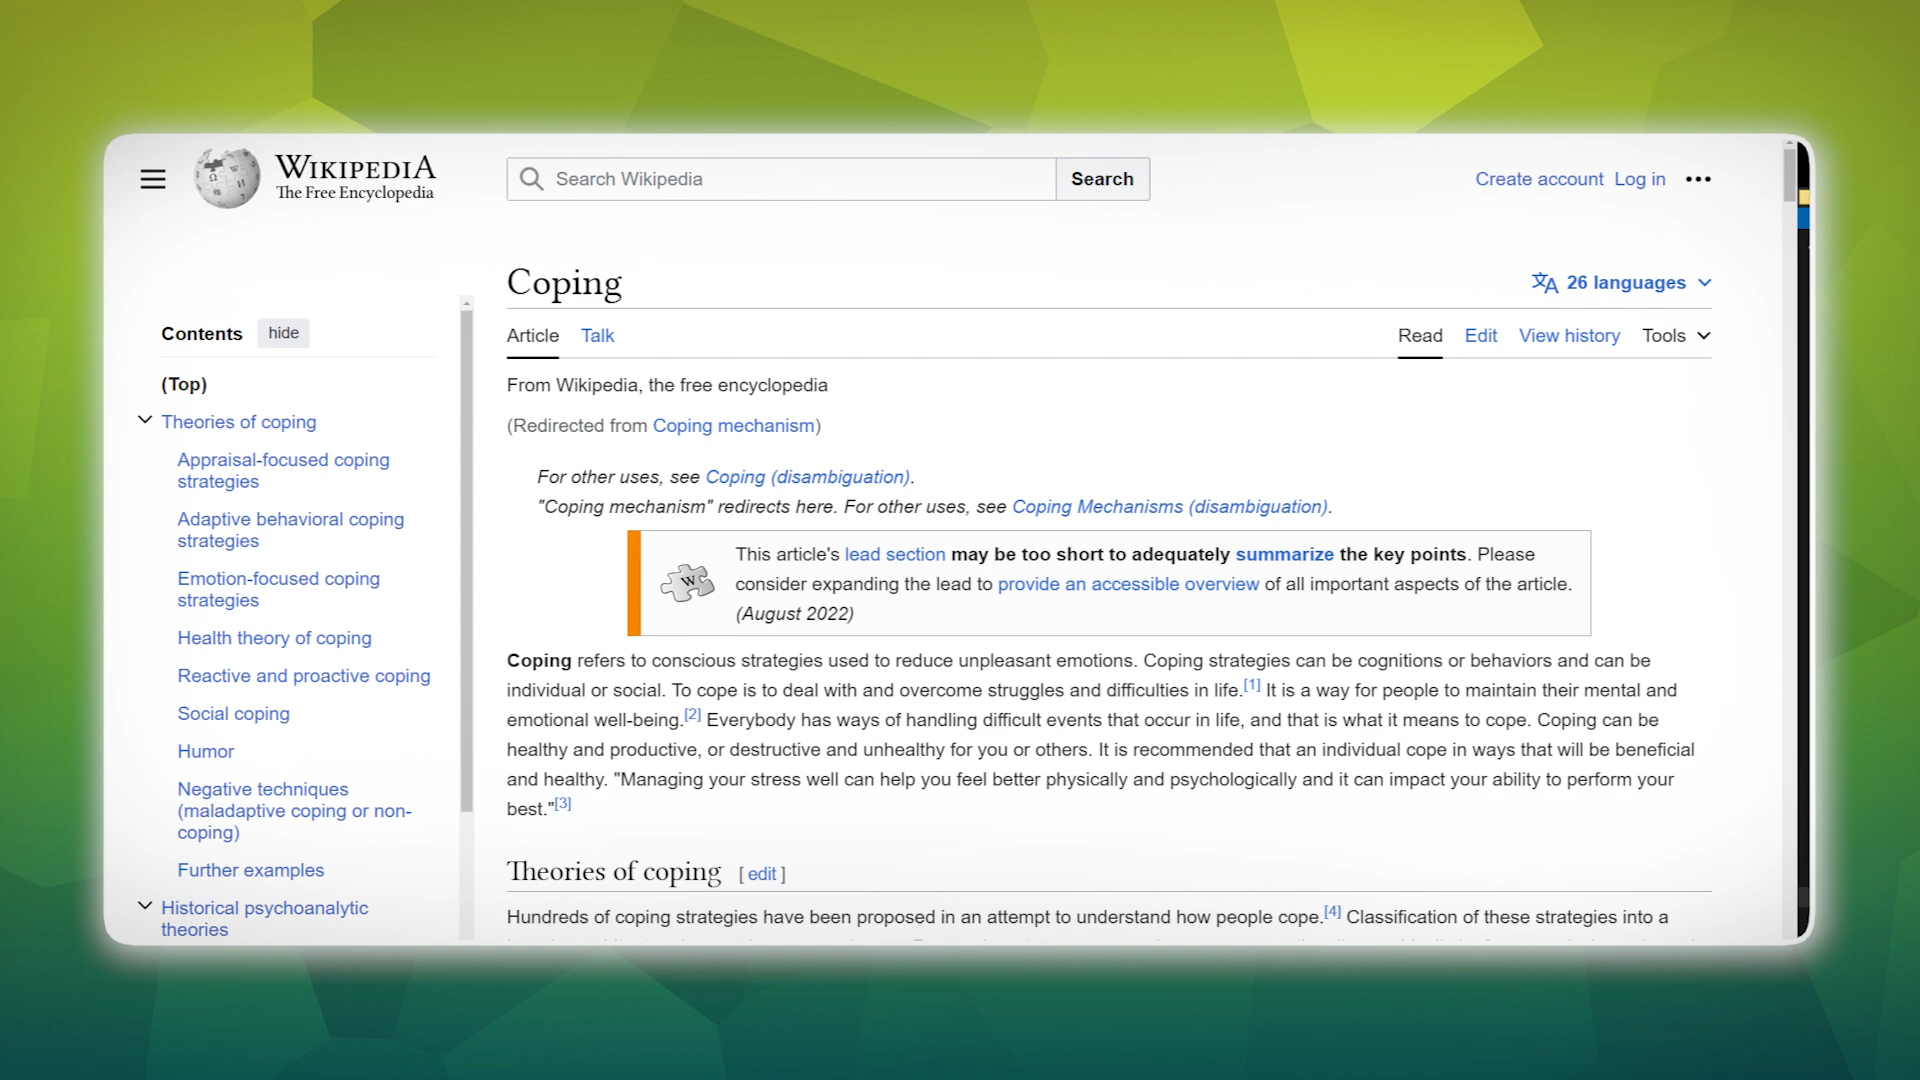 WIKIPEDIA
The Free Encyclopedia
Search Wikipedia
Search
Create account Log in
Contents hide
(Top)
Theories of coping
Appraisal-focused coping
strategies
Adaptive behavioral coping
strategies
Emotion-focused coping
strategies
Health theory of coping
Reactive and proactive coping
Social coping
Humor
Negative techniques
(maladaptive coping or non-
coping)
Further examples
Historical psychoanalytic
theories
Coping
26 languages
Article Talk
Read Edit View history Tools
From Wikipedia, the free encyclopedia
(Redirected from Coping mechanism)
For other uses, see Coping (disambiguation).
"Coping mechanism" redirects here. For other uses, see Coping Mechanisms (disambiguation).
This article's lead section may be too short to adequately summarize the key points. Please
consider expanding the lead to provide an accessible overview of all important aspects of the article.
(August 2022)
Coping refers to conscious strategies used to reduce unpleasant emotions. Coping strategies can be cognitions or behaviors and can be
individual or social. To cope is to deal with and overcome struggles and difficulties in life.[1] It is a way for people to maintain their mental and
emotional well-being.[2] Everybody has ways of handling difficult events that occur in life, and that is what it means to cope. Coping can be
healthy and productive, or destructive and unhealthy for you or others. It is recommended that an individual cope in ways that will be beneficial
and healthy. "Managing your stress well can help you feel better physically and psychologically and it can impact your ability to perform your
best."[3]
Theories of coping [ edit ]
Hundreds of coping strategies have been proposed in an attempt to understand how people cope.[4] Classification of these strategies into a